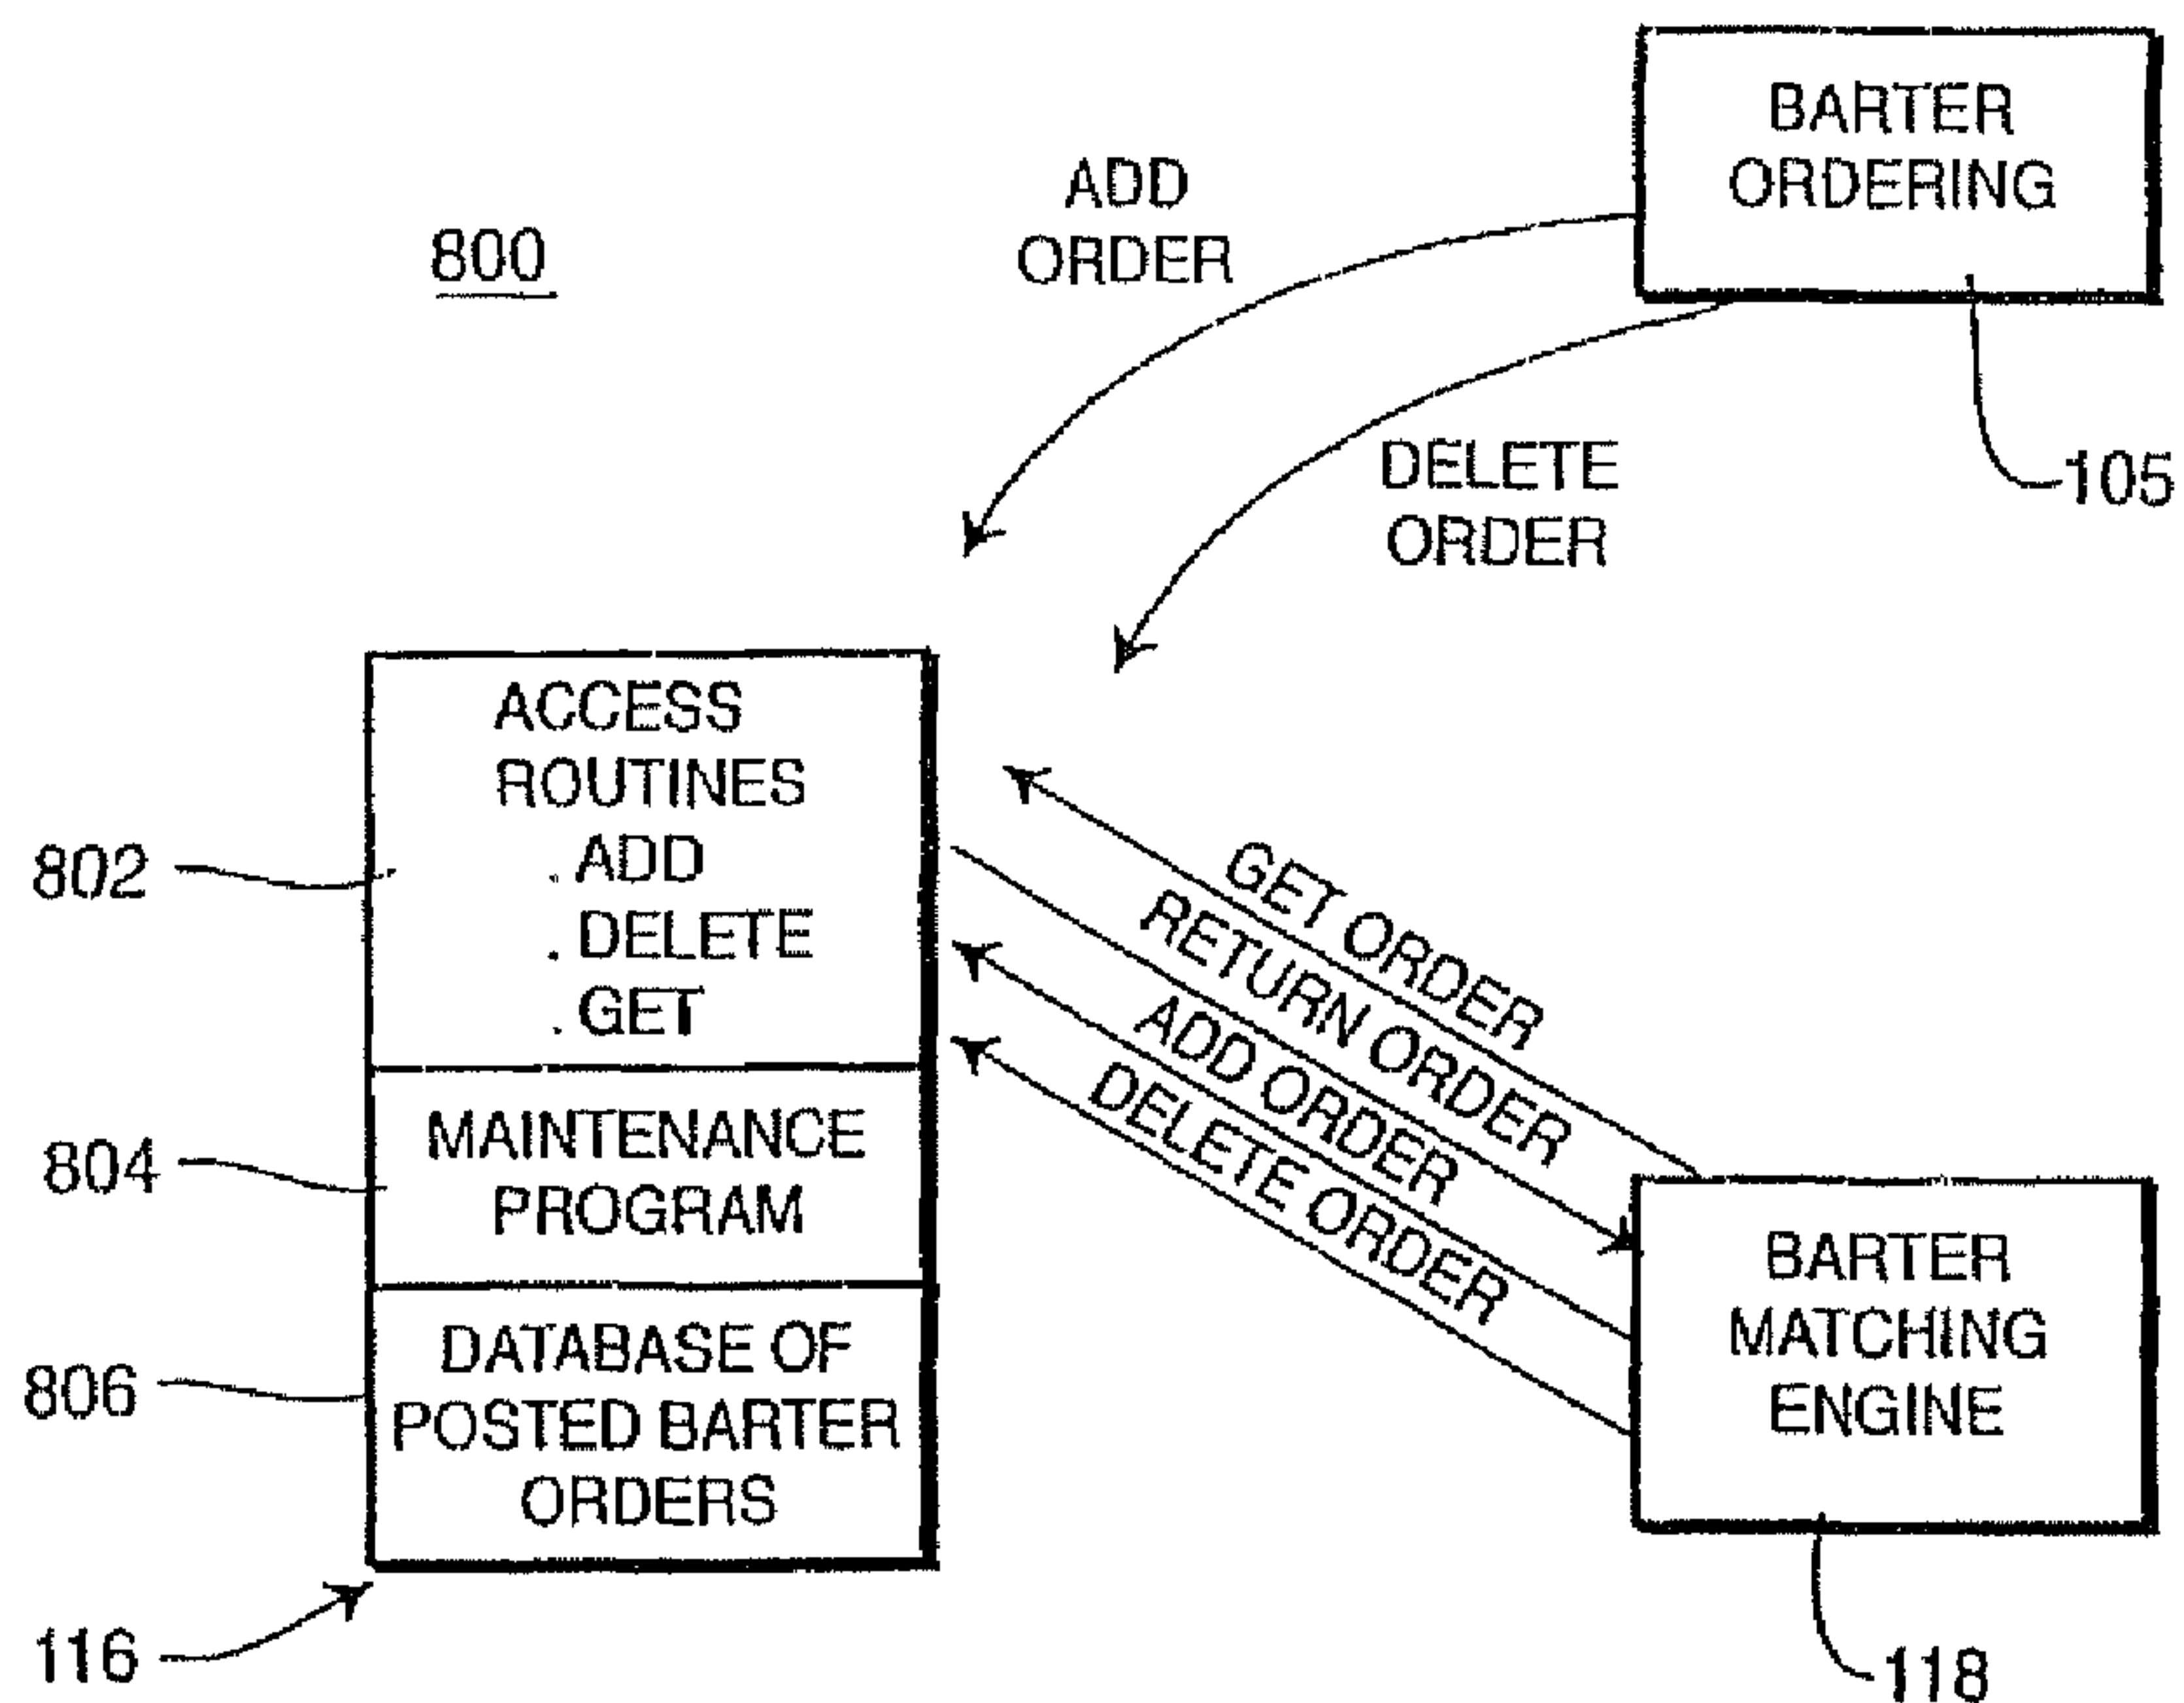 BARTER
ORDERING
105
ADD
ORDER
800
DELETE
ORDER
ACCESS
ROUTINES
. ADD
. DELETE
. GET
802
MAINTENANCE
PROGRAM
804
DATABASE OF
POSTED BARTER
ORDERS
806
116
GET ORDER
RETURN ORDER
ADD ORDER
DELETE ORDER
BARTER
MATCHING
ENGINE
118